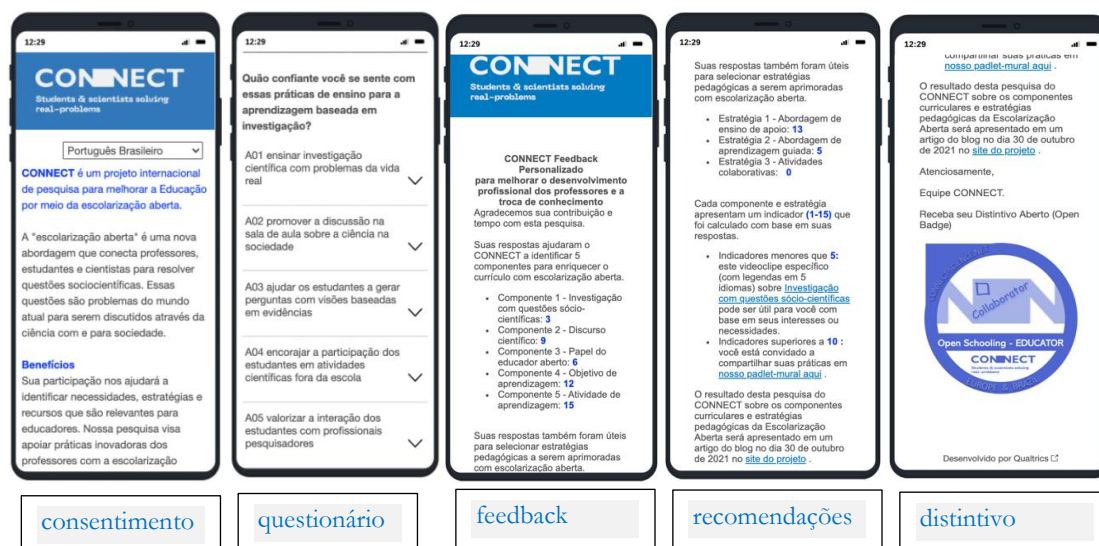 12:29
CONNECT
Students & scientists solving
real-problems
Português Brasileiro
CONNECT é um projeto internacional
de pesquisa para melhorar a Educação
por meio da escolarização aberta.
A "escolarização aberta" é uma nova
abordagem que conecta professores,
estudantes e cientistas para resolver
questões sociocientíficas. Essas
questões são problemas do mundo
atual para serem discutidos através da
ciência com e para sociedade.
Benefícios
Sua participação nos ajudará a
identificar necessidades, estratégias e
recursos que são relevantes para
educadores. Nossa pesquisa visa
apoiar práticas inovadoras dos
professores com a escolarização
consentimento
12:29
Quão confiante você se sente com
essas práticas de ensino para a
aprendizagem baseada em
investigação?
A01 ensinar investigação
científica com problemas da vida
real
A02 promover a discussão na
sala de aula sobre a ciência na
sociedade
A03 ajudar os estudantes a gerar
perguntas com visões baseadas
em evidências
A04 encorajar a participação dos
estudantes em atividades
científicas fora da escola
A05 valorizar a interação dos
estudantes com profissionais
pesquisadores
questionário
12:29
CONNECT
Students & scientists solving
real-problems
CONNECT Feedback
Personalizado
para melhorar o desenvolvimento
profissional dos professores e a
troca de conhecimento
Agradecemos sua contribuição e
tempo com esta pesquisa.
Suas respostas ajudaram o
CONNECT a identificar 5
componentes para enriquecer o
currículo com escolarização aberta.
• Componente 1 - Investigação
com questões sócio-
científicas: 3
• Componente 2 - Discurso
científico: 9
• Componente 3 - Papel do
educador aberto: 6
• Componente 4 - Objetivo de
aprendizagem: 12
• Componente 5 - Atividade de
aprendizagem: 15
Suas respostas também foram úteis
para selecionar estratégias
pedagógicas a serem aprimoradas
com escolarização aberta.
feedback
12:29
Suas respostas também foram úteis
para selecionar estratégias
pedagógicas a serem aprimoradas
com escolarização aberta.
• Estratégia 1 - Abordagem de
ensino de apoio: 13
• Estratégia 2 - Abordagem de
aprendizagem guiada: 5
• Estratégia 3 - Atividades
colaborativas: 0
Cada componente e estratégia
apresentam um indicador (1-15) que
foi calculado com base em suas
respostas.
• Indicadores menores que 5:
este videoclipe específico
(com legendas em 5
idiomas) sobre Investigação
com questões sócio-científicas
pode ser útil para você com
base em seus interesses ou
necessidades.
• Indicadores superiores a 10 :
você está convidado a
compartilhar suas práticas em
nosso padlet-mural aqui .
O resultado desta pesquisa do
CONNECT sobre os componentes
curriculares e estratégias
pedagógicas da Escolarização
Aberta será apresentado em um
artigo do blog no dia 30 de outubro
de 2021 no site do projeto .
recomendações
12:29
compartilhar suas práticas em
nosso padlet-mural aqui .
O resultado desta pesquisa do
CONNECT sobre os componentes
curriculares e estratégias
pedagógicas da Escolarização
Aberta será apresentado em um
artigo do blog no dia 30 de outubro
de 2021 no site do projeto .
Atenciosamente,
Equipe CONNECT.
Receba seu Distintivo Aberto (Open
Badge)
Collaborator
Open Schooling - EDUCATOR
CONNECT
Students & scientists solving
real-problems
EUROPE & BRAZIL
Desenvolvido por Qualtrics
distintivo